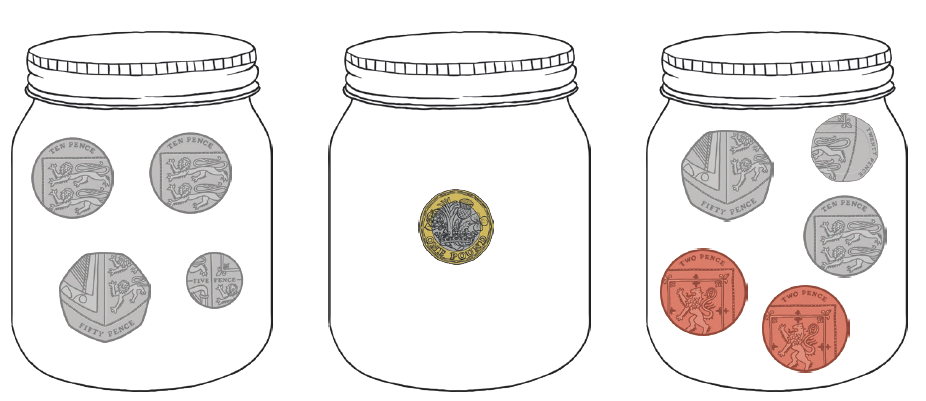 TEN PENCE
TEN PENCE
FIFTY PENCE
FIVE PENCE
ONE POUND
FIFTY PENCE
TWENTY PENCE
TEN PENCE
TWO PENCE
TWO PENCE